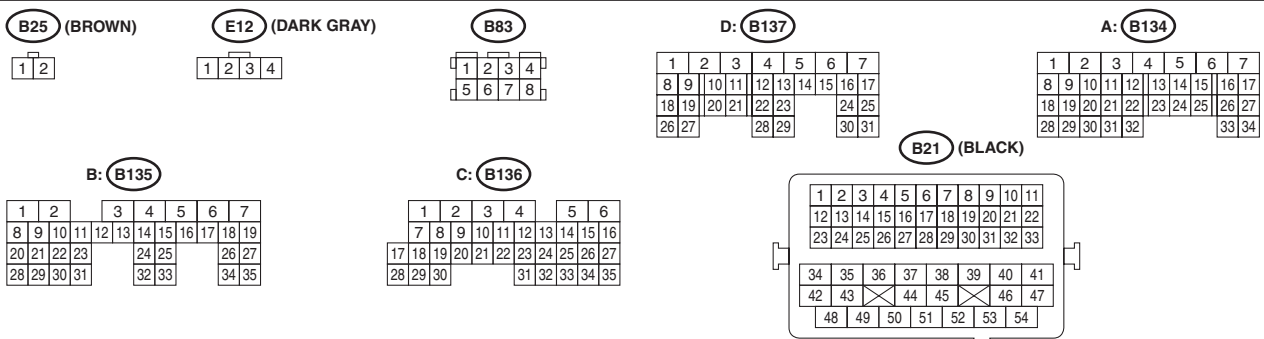 B25 (BROWN)
1 2
E12 (DARK GRAY)
1 2 3 4
B83
1 2 3 4
5 6 7 8
D: B137
1 2 3 4 5 6 7
8 9 10 11 12 13 14 15 16 17
18 19 20 21 22 23 24 25
26 27 28 29 30 31
A: B134
1 2 3 4 5 6 7
8 9 10 11 12 13 14 15 16 17
18 19 20 21 22 23 24 25 26 27
28 29 30 31 32 33 34
B: B135
1 2 3 4 5 6 7
8 9 10 11 12 13 14 15 16 17 18 19
20 21 22 23 24 25 26 27
28 29 30 31 32 33 34 35
C: B136
1 2 3 4 5 6
7 8 9 10 11 12 13 14 15 16
17 18 19 20 21 22 23 24 25 26 27
28 29 30 31 32 33 34 35
B21 (BLACK)
1 2 3 4 5 6 7 8 9 10 11
12 13 14 15 16 17 18 19 20 21 22
23 24 25 26 27 28 29 30 31 32 33
34 35 36 37 38 39 40 41
42 43 44 45 46 47
48 49 50 51 52 53 54